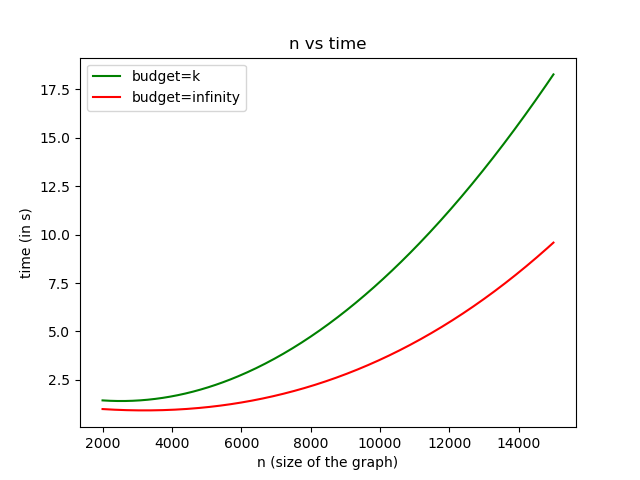 n vs time
budget=k
budget=infinity
17.5
15.0
12.5
10.0
7.5
5.0
2.5
time (in s)
2000 4000 6000 8000 10000 12000 14000
n (size of the graph)